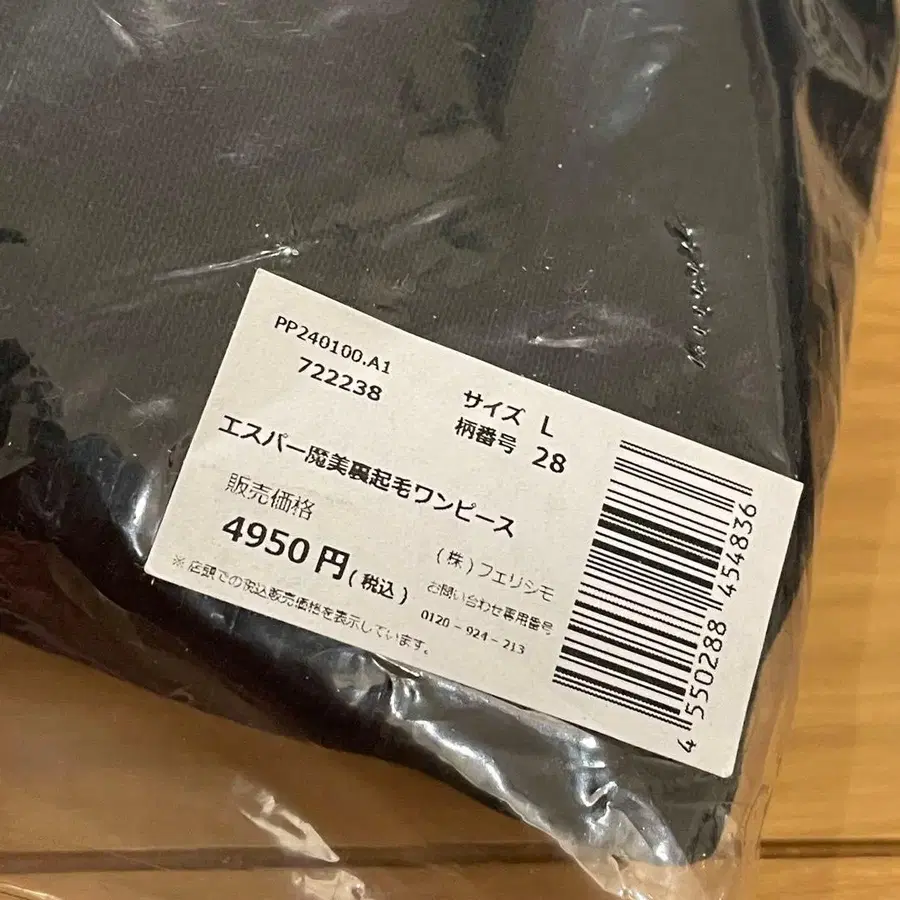 PP240100.A1
722238
サイズ L
柄番号 28
エスパー魔美裏起毛ワンピース
販売価格
4950円(税込)
(株)フェリシモ
お問い合わせ専用番号
0120-924-213
※店頭での税込販売価格を表示しています。
4 550288 454836